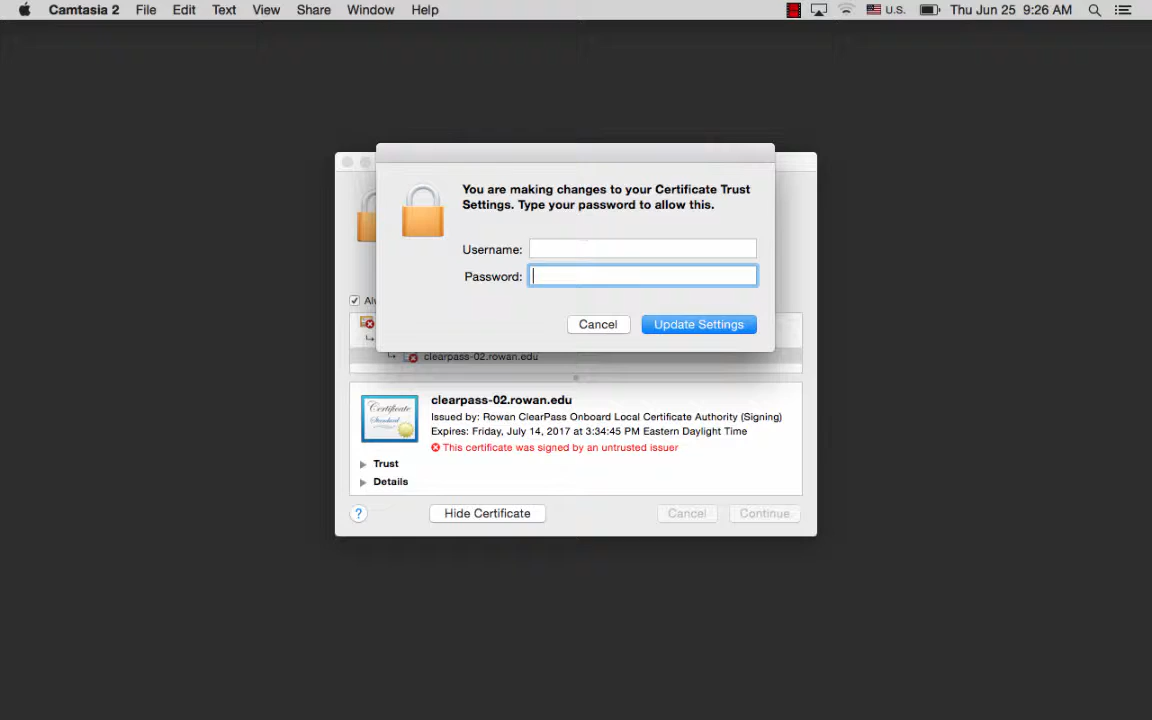 Camtasia 2 File Edit Text View Share Window Help U.S. Thu Jun 25 9:26 AM
You are making changes to your Certificate Trust
Settings. Type your password to allow this.
Username:
Password:
Cancel Update Settings
clearpass-02.rowan.edu
Certificate
Standard
clearpass-02.rowan.edu
Issued by: Rowan ClearPass Onboard Local Certificate Authority (Signing)
Expires: Friday, July 14, 2017 at 3:34:45 PM Eastern Daylight Time
This certificate was signed by an untrusted issuer
Trust
Details
? Hide Certificate Cancel Continue